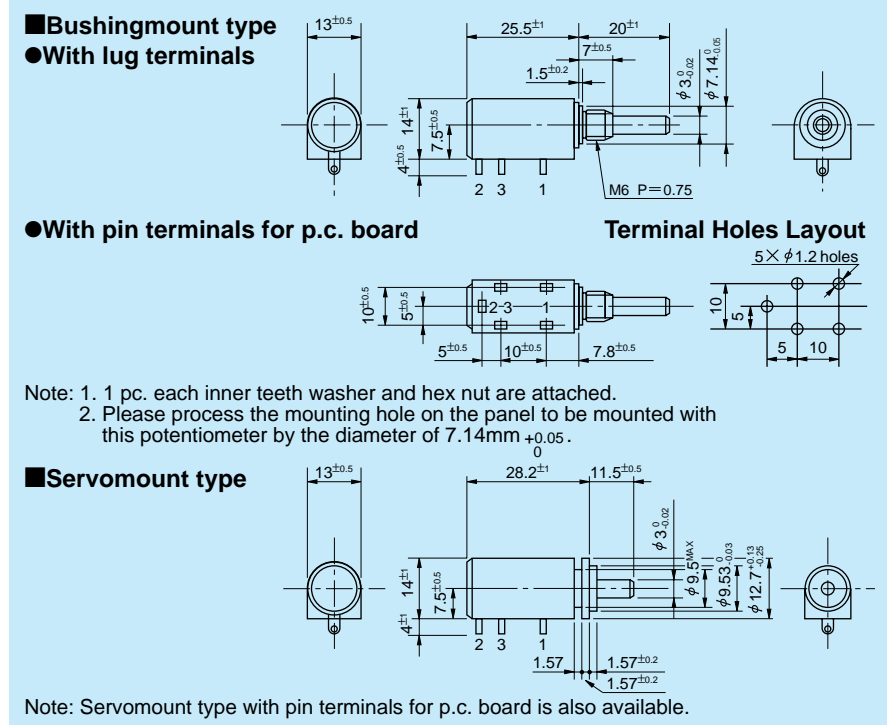 ■Bushingmount type
●With lug terminals
13±0.5
25.5±1
20±1
7±0.5
1.5±0.2
φ3 0 -0.02
φ7.14 0 -0.05
14±1
7.5±0.5
4±0.5
2 3 1
M6 P=0.75
●With pin terminals for p.c. board
Terminal Holes Layout
5×φ1.2 holes
10±0.5
5±0.5
2 3 1
5±0.5
10±0.5
7.8±0.5
10
5
5
10
Note: 1. 1 pc. each inner teeth washer and hex nut are attached.
2. Please process the mounting hole on the panel to be mounted with
this potentiometer by the diameter of 7.14mm +0.05 0.
■Servomount type
13±0.5
28.2±1
11.5±0.5
φ3 0 -0.02
φ9.5MAX
φ9.53 0 -0.03
φ12.7 +0.13 -0.25
14±1
7.5±0.5
4±1
2 3 1
1.57
1.57±0.2
1.57±0.2
Note: Servomount type with pin terminals for p.c. board is also available.